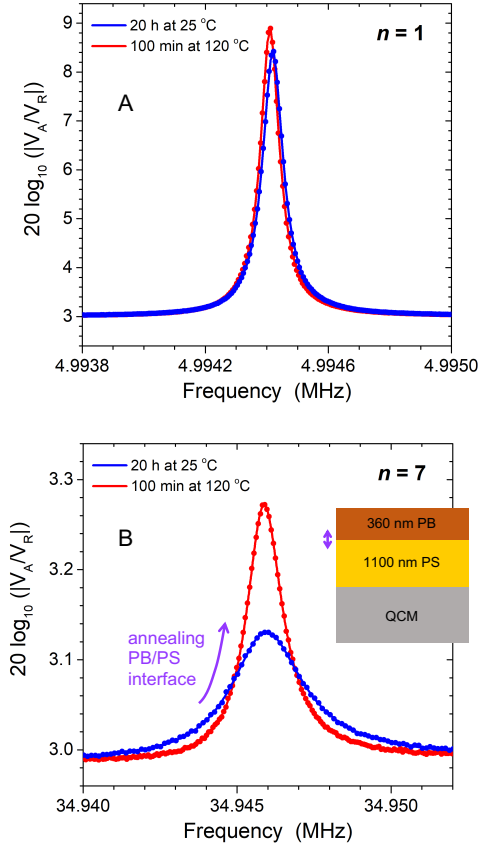 20 h at 25 °C
100 min at 120 °C
n = 1
A
9
8
7
6
5
4
3
20 log10 (|VA/VR|)
4.9938
4.9942
4.9946
4.9950
Frequency (MHz)
20 h at 25 °C
100 min at 120 °C
n = 7
B
3.3
3.2
3.1
3.0
20 log10 (|VA/VR|)
360 nm PB
1100 nm PS
QCM
annealing
PB/PS
interface
34.940
34.945
34.950
Frequency (MHz)